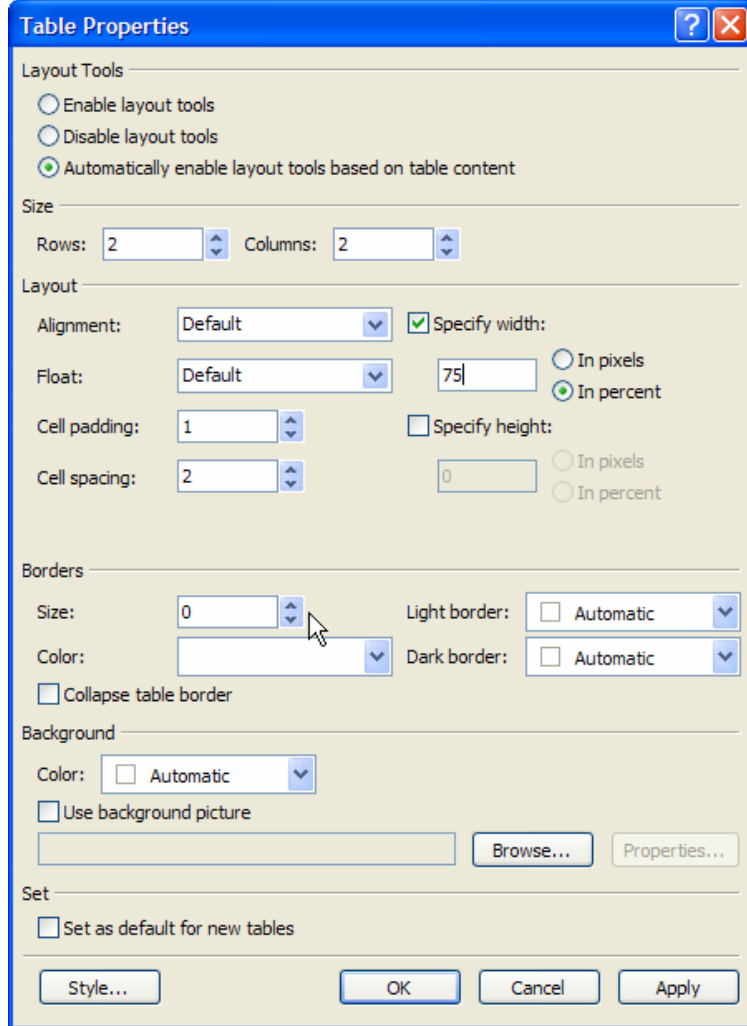 Table Properties
Layout Tools
Enable layout tools
Disable layout tools
Automatically enable layout tools based on table content
Size
Rows: 2 Columns: 2
Layout
Alignment: Default Specify width:
Float: Default 75 In pixels
In percent
Cell padding: 1 Specify height:
Cell spacing: 2 0 In pixels
In percent
Borders
Size: 0 Light border: Automatic
Color: Dark border: Automatic
Collapse table border
Background
Color: Automatic
Use background picture
Browse... Properties...
Set
Set as default for new tables
Style... OK Cancel Apply